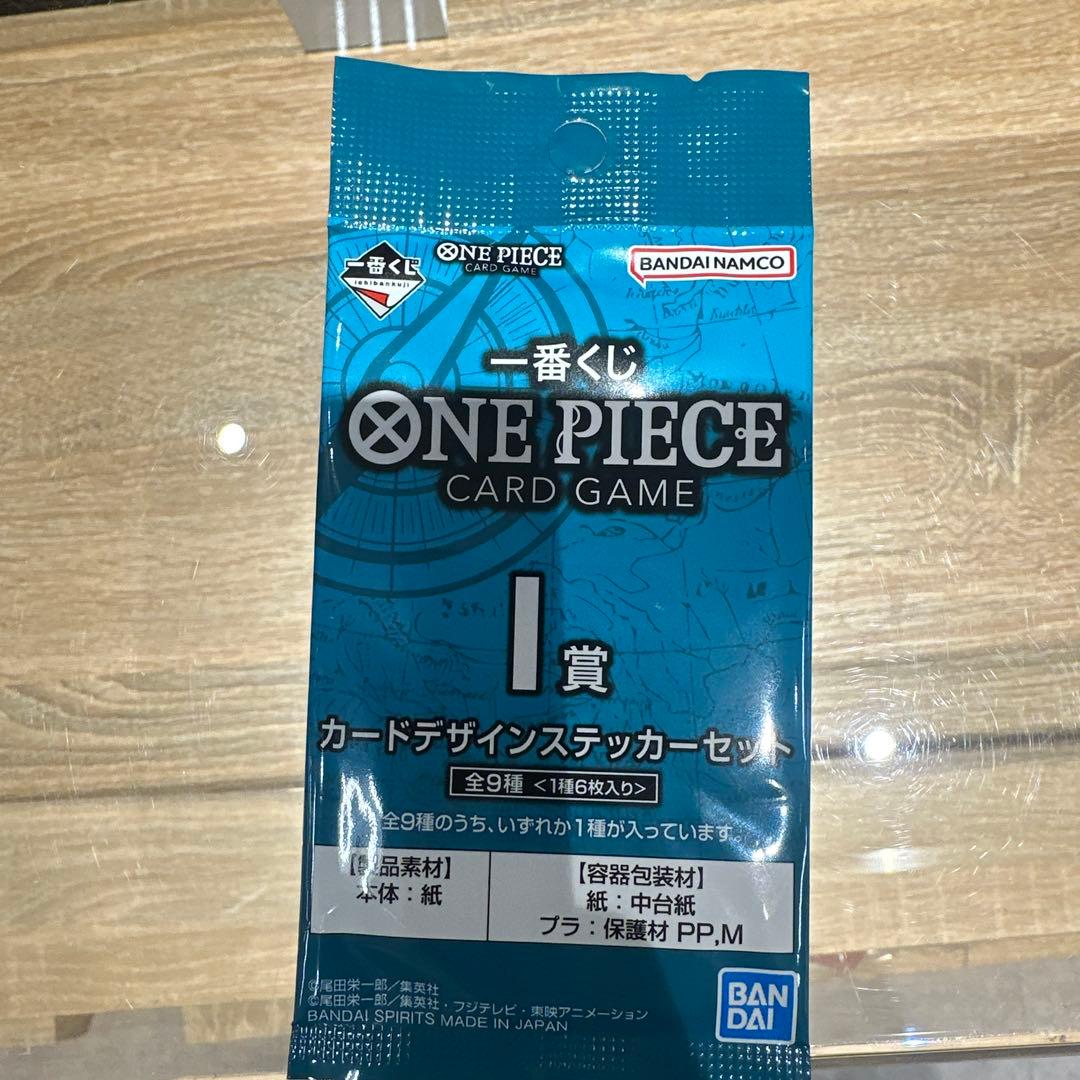 一番くじ
ichibankuji
ONE PIECE
CARD GAME
BANDAI NAMCO
一番くじ
ONE PIECE
CARD GAME
I賞
カードデザインステッカーセット
全9種 <1種6枚入り>
全9種のうち、いずれか1種が入っています。
【製品素材】
本体：紙
【容器包装材】
紙：中台紙
プラ：保護材 PP,M
©尾田栄一郎／集英社
©尾田栄一郎／集英社・フジテレビ・東映アニメーション
BANDAI SPIRITS MADE IN JAPAN
BAN
DAI